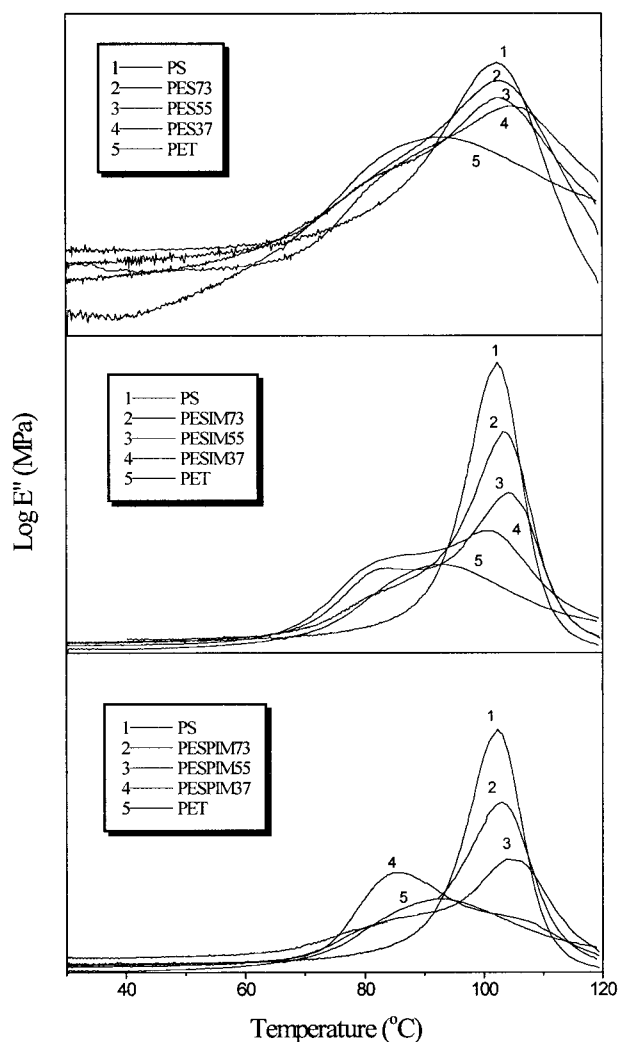 1 PS
2 PES73
3 PES55
4 PES37
5 PET
1
2
3
4
5
1 PS
2 PESIM73
3 PESIM55
4 PESIM37
5 PET
1
2
3
4
5
1 PS
2 PESPIM73
3 PESPIM55
4 PESPIM37
5 PET
1
2
3
4
5
Log E" (MPa)
40 60 80 100 120
Temperature (°C)